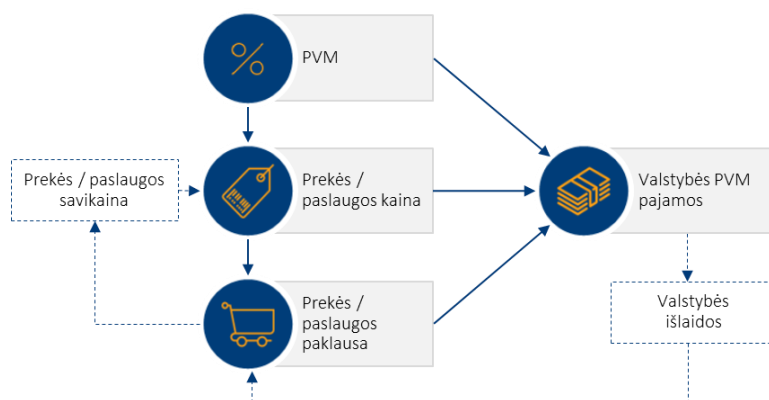 PVM
Prekės / paslaugos
savikaina
Prekės /
paslaugos kaina
Valstybės PVM
pajamos
Prekės /
paslaugos
paklausa
Valstybės
išlaidos